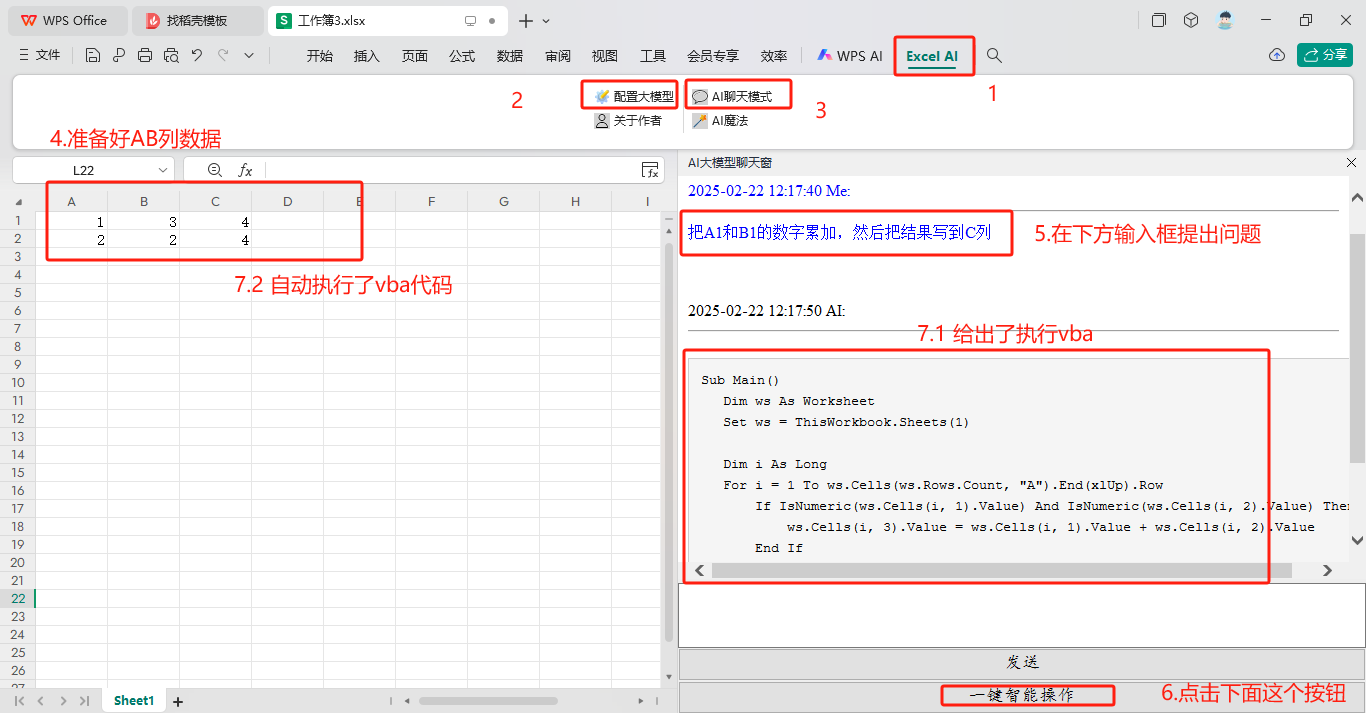 WPS Office
找稻壳模板
S 工作簿3.xlsx
文件
开始 插入 页面 公式 数据 审阅 视图 工具 会员专享 效率 WPS AI Excel AI
分享
1
2
配置大模型
AI聊天模式
3
关于作者
AI魔法
4.准备好AB列数据
L22
fx
AI大模型聊天窗
A B C D E F G H I
1 1 3 4
2 2 2 4
3
4
5
6
7
8
9
10
11
12
13
14
15
16
17
18
19
20
21
22
23
24
25
26
27
7.2 自动执行了vba代码
2025-02-22 12:17:40 Me:
把A1和B1的数字累加，然后把结果写到C列
5.在下方输入框提出问题
2025-02-22 12:17:50 AI:
7.1 给出了执行vba
Sub Main()
Dim ws As Worksheet
Set ws = ThisWorkbook.Sheets(1)
Dim i As Long
For i = 1 To ws.Cells(ws.Rows.Count, "A").End(xlUp).Row
If IsNumeric(ws.Cells(i, 1).Value) And IsNumeric(ws.Cells(i, 2).Value) Then
ws.Cells(i, 3).Value = ws.Cells(i, 1).Value + ws.Cells(i, 2).Value
End If
发送
一键智能操作
6.点击下面这个按钮
Sheet1